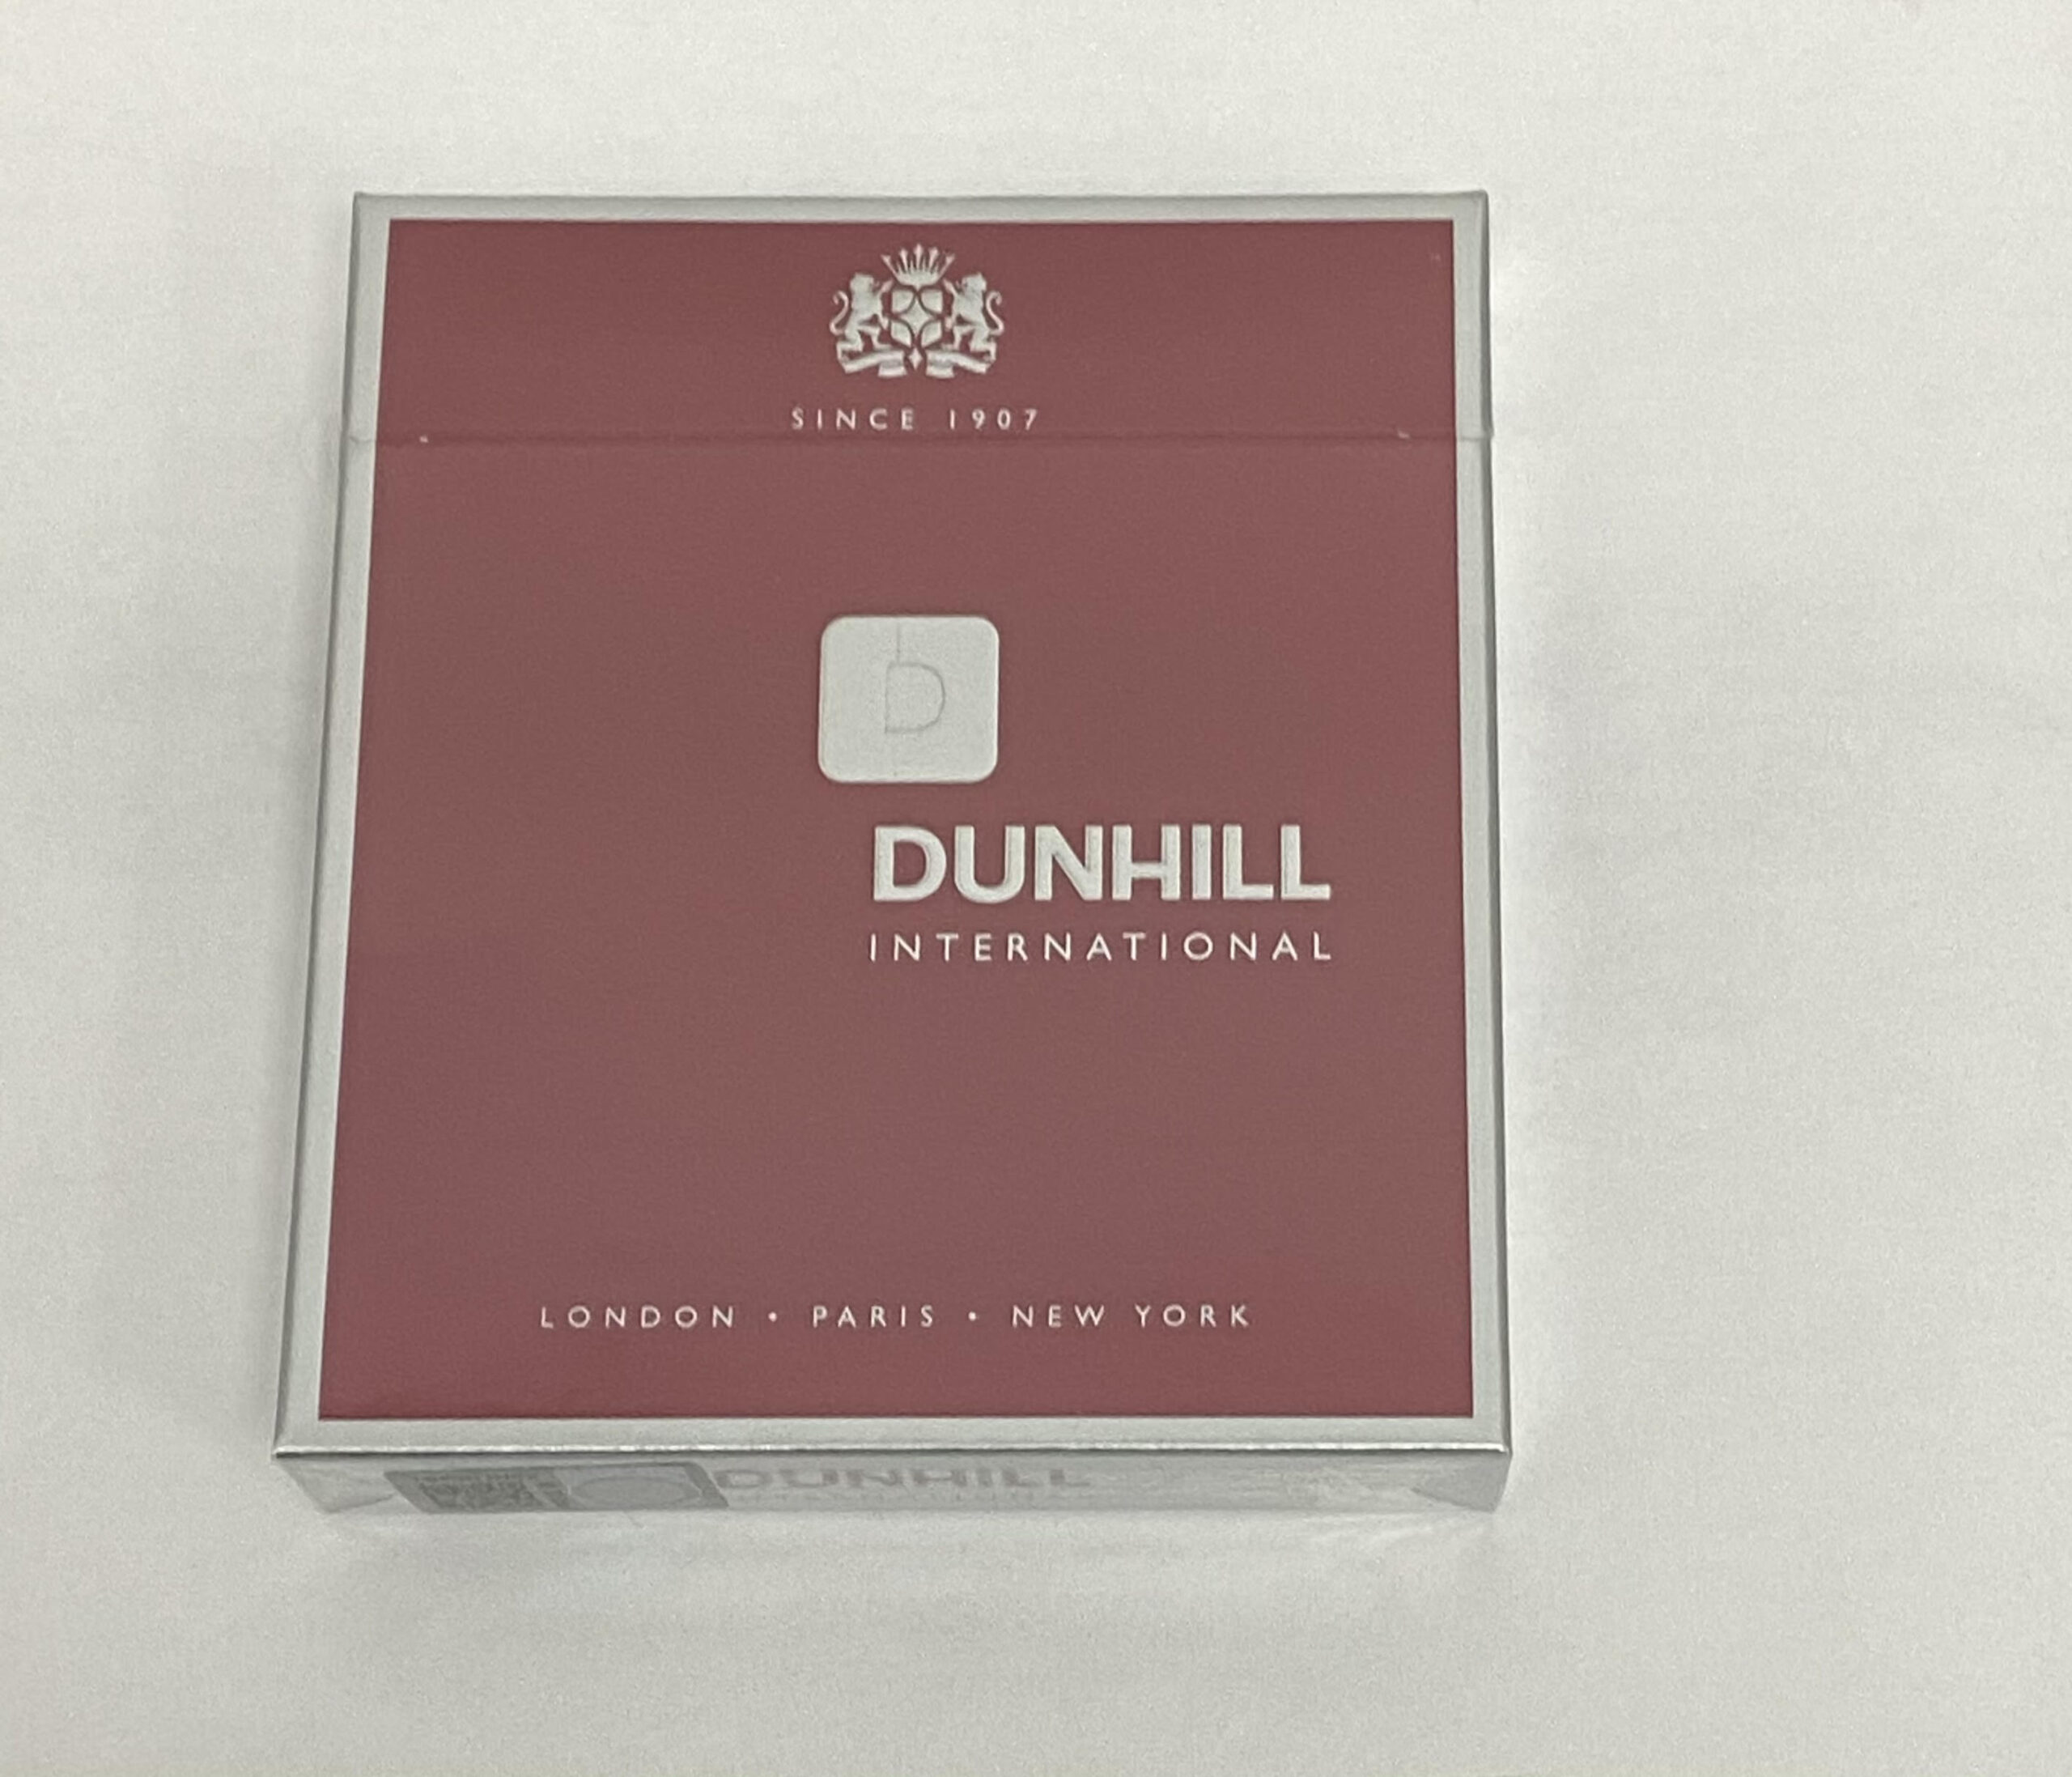 SINCE 1907
D
DUNHILL
INTERNATIONAL
LONDON • PARIS • NEW YORK
DUNHILL